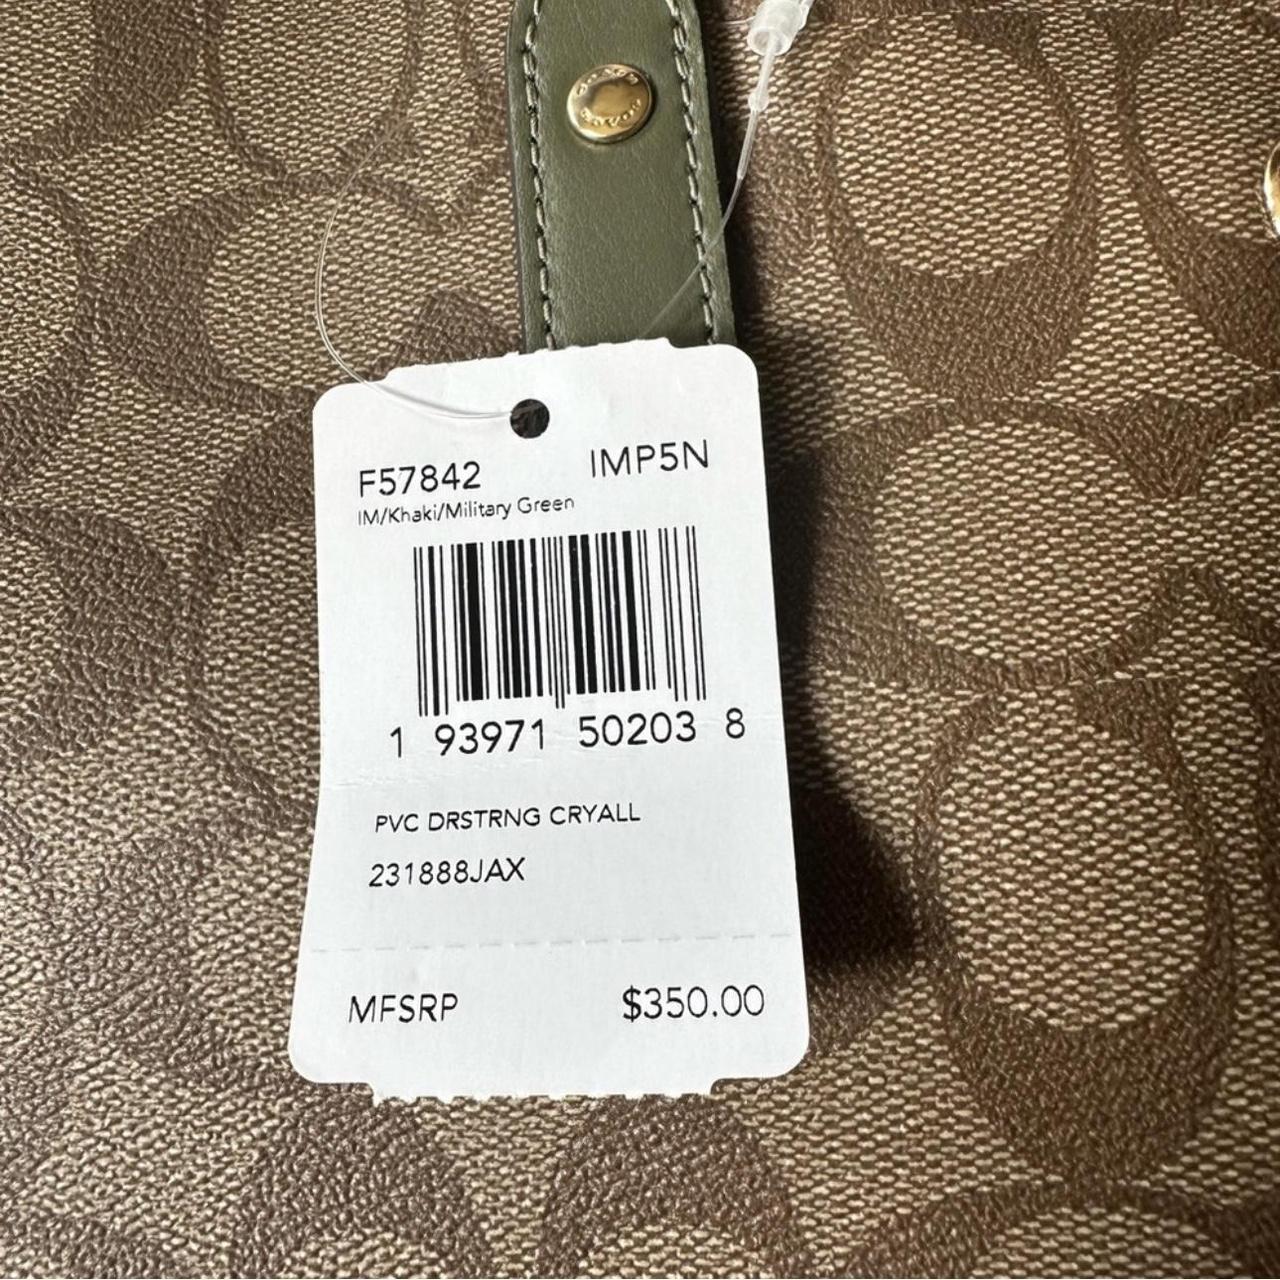 F57842 IMP5N
IM/Khaki/Military Green
1 93971 50203 8
PVC DRSTRNG CRYALL
231888JAX
MFSRP $350.00